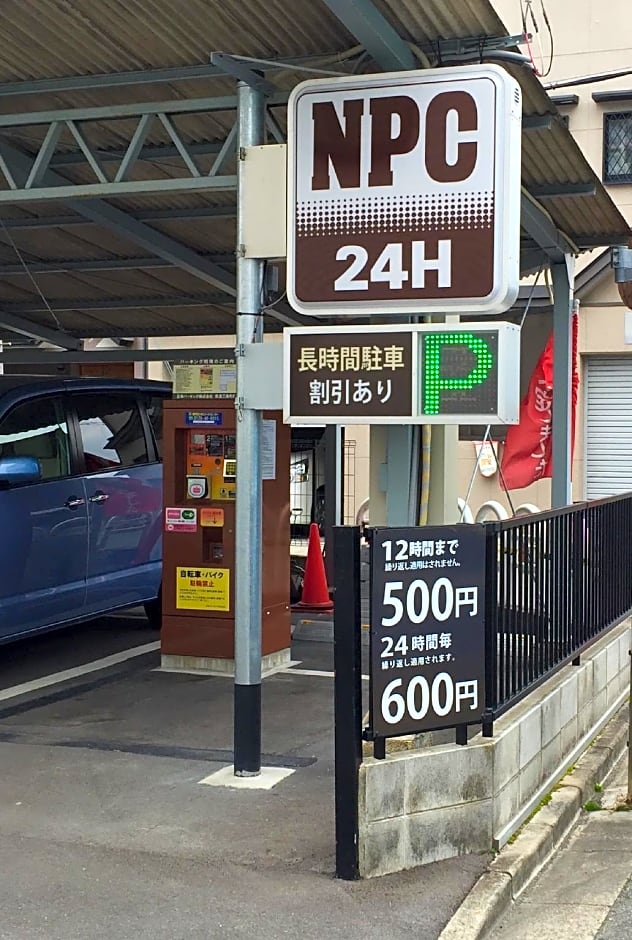 NPC
24H
長時間駐車
割引あり
P
自転車・バイク
駐輪禁止
12時間まで
繰り返し適用はされません。
500円
24時間毎
繰り返し適用されます。
600円